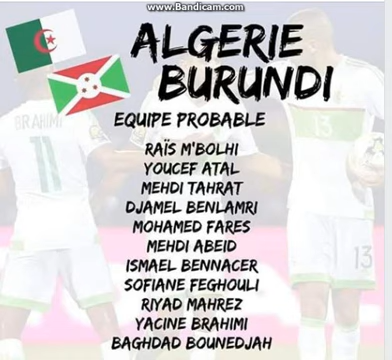 www.Bandicam.com
ALGERIE
BURUNDI
EQUIPE PROBABLE
BRAHIMI
11
13
RAÏS M'BOLHI
YOUCEF ATAL
MEHDI TAHRAT
DJAMEL BENLAMRI
MOHAMED FARES
MEHDI ABEID
ISMAEL BENNACER
SOFIANE FEGHOULI
RIYAD MAHREZ
YACINE BRAHIMI
BAGHDAD BOUNEDJAH
13